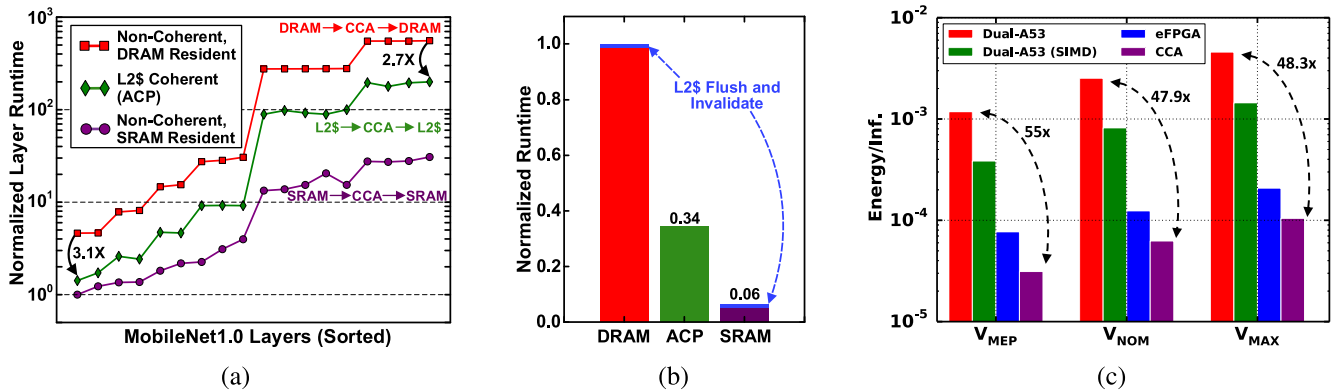 Normalized Layer Runtime
10³
10²
10¹
10⁰
Non-Coherent,
DRAM Resident
L2$ Coherent
(ACP)
Non-Coherent,
SRAM Resident
DRAM→CCA→DRAM
2.7X
L2$→CCA→L2$
SRAM→CCA→SRAM
3.1X
MobileNet1.0 Layers (Sorted)
(a)
Normalized Runtime
1.0
0.8
0.6
0.4
0.2
0.0
L2$ Flush and
Invalidate
0.34
0.06
DRAM ACP SRAM
(b)
Energy/Inf.
10⁻²
10⁻³
10⁻⁴
10⁻⁵
Dual-A53
Dual-A53 (SIMD)
eFPGA
CCA
55x
47.9x
48.3x
V_MEP V_NOM V_MAX
(c)